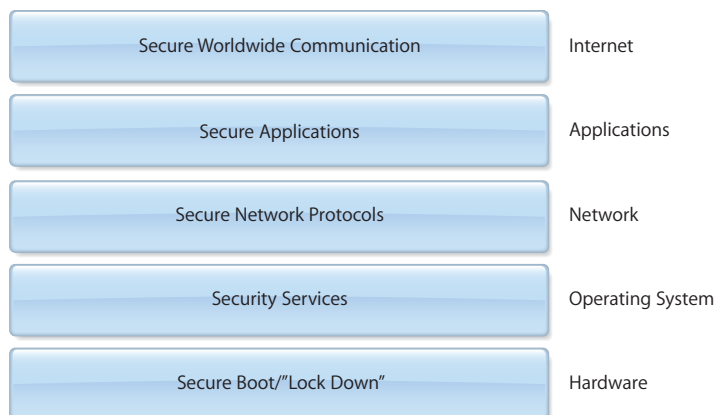 Secure Worldwide Communication Internet
Secure Applications Applications
Secure Network Protocols Network
Security Services Operating System
Secure Boot/”Lock Down” Hardware